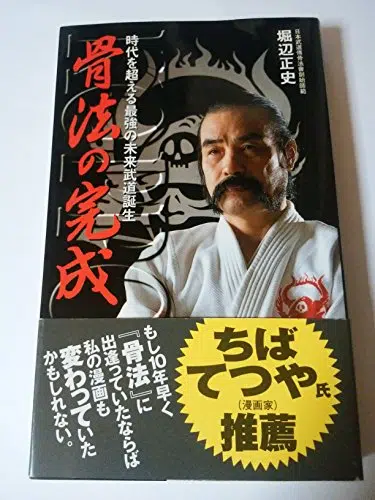 日本武道傳骨法會創始師範
堀辺正史
時代を超える最強の未来武道誕生
骨法の完成
もし10年早く
『骨法』に
出逢っていたならば
私の漫画も
変わっていた
かもしれない。
ちば
てつや氏
(漫画家)
推薦